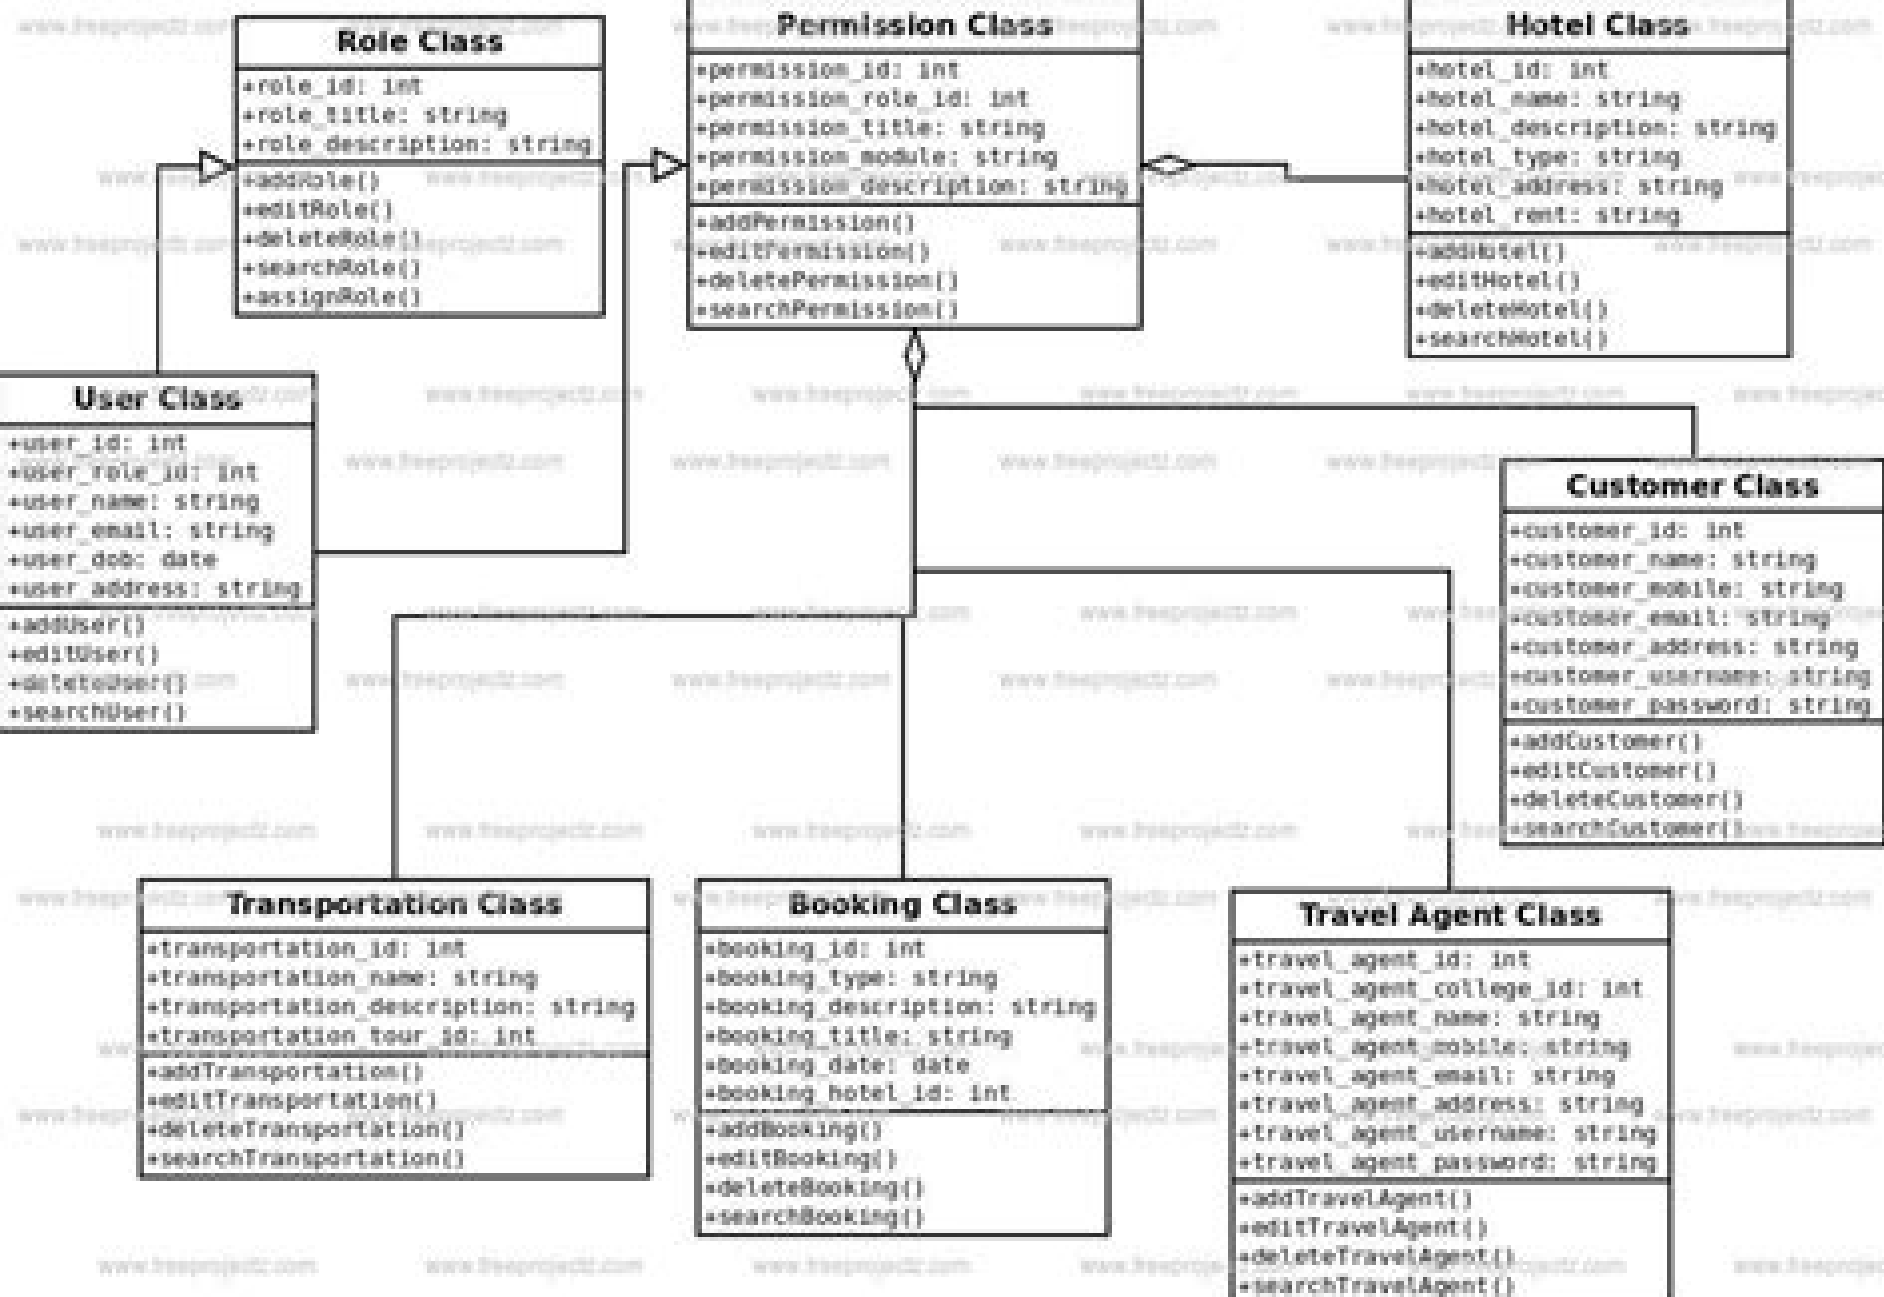 Role Class
+role_id: int
+role_title: string
+role_description: string
+addRole()
+editRole()
+deleteRole()
+searchRole()
+assignRole()
Permission Class
+permission_id: int
+permission_role_id: int
+permission_title: string
+permission_module: string
+permission_description: string
+addPermission()
+editPermission()
+deletePermission()
+searchPermission()
Hotel Class
+hotel_id: int
+hotel_name: string
+hotel_description: string
+hotel_type: string
+hotel_address: string
+hotel_rent: string
+addHotel()
+editHotel()
+deleteHotel()
+searchHotel()
User Class
+user_id: int
+user_role_id: int
+user_name: string
+user_email: string
+user_dob: date
+user_address: string
+addUser()
+editUser()
+deleteUser()
+searchUser()
Customer Class
+customer_id: int
+customer_name: string
+customer_mobile: string
+customer_email: string
+customer_address: string
+customer_username: string
+customer_password: string
+addCustomer()
+editCustomer()
+deleteCustomer()
+searchCustomer()
Transportation Class
+transportation_id: int
+transportation_name: string
+transportation_description: string
+transportation_tour_id: int
+addTransportation()
+editTransportation()
+deleteTransportation()
+searchTransportation()
Booking Class
+booking_id: int
+booking_type: string
+booking_description: string
+booking_title: string
+booking_date: date
+booking_hotel_id: int
+addBooking()
+editBooking()
+deleteBooking()
+searchBooking()
Travel Agent Class
+travel_agent_id: int
+travel_agent_college_id: int
+travel_agent_name: string
+travel_agent_mobile: string
+travel_agent_email: string
+travel_agent_address: string
+travel_agent_username: string
+travel_agent_password: string
+addTravelAgent()
+editTravelAgent()
+deleteTravelAgent()
+searchTravelAgent()
www.freeprojectz.com